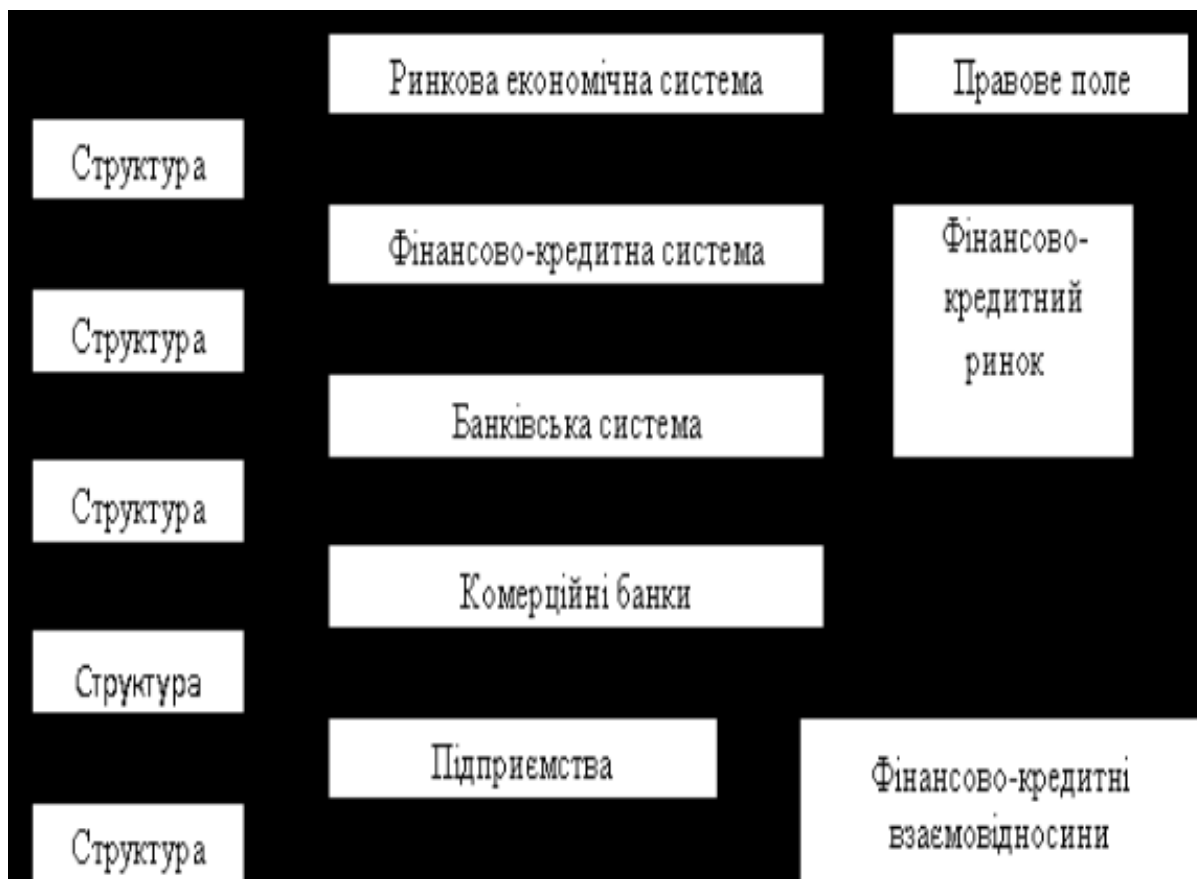 Ринкова економічна система
Правове поле
Структура
Фінансово-кредитна система
Фінансово-
кредитний
ринок
Структура
Банківська система
Структура
Комерційні банки
Структура
Підприємства
Фінансово-кредитні
взаємовідносини
Структура